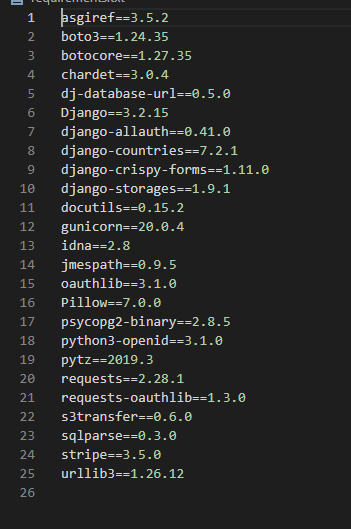 requirements.txt
1 asgiref==3.5.2
2 boto3==1.24.35
3 botocore==1.27.35
4 chardet==3.0.4
5 dj-database-url==0.5.0
6 Django==3.2.15
7 django-allauth==0.41.0
8 django-countries==7.2.1
9 django-crispy-forms==1.11.0
10 django-storages==1.9.1
11 docutils==0.15.2
12 gunicorn==20.0.4
13 idna==2.8
14 jmespath==0.9.5
15 oauthlib==3.1.0
16 Pillow==7.0.0
17 psycopg2-binary==2.8.5
18 python3-openid==3.1.0
19 pytz==2019.3
20 requests==2.28.1
21 requests-oauthlib==1.3.0
22 s3transfer==0.6.0
23 sqlparse==0.3.0
24 stripe==3.5.0
25 urllib3==1.26.12
26